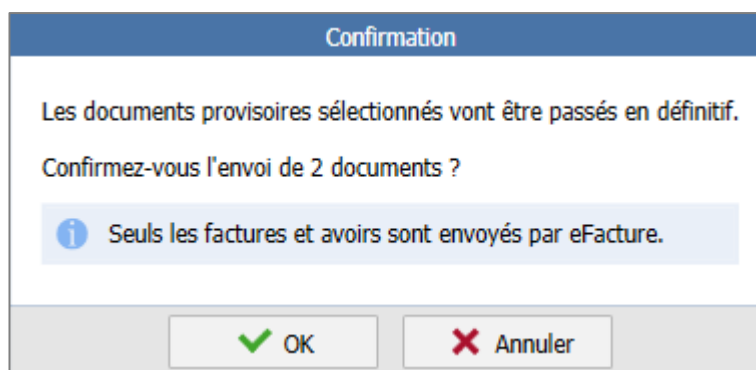 Confirmation
Les documents provisoires sélectionnés vont être passés en définitif.
Confirmez-vous l'envoi de 2 documents ?
Seuls les factures et avoirs sont envoyés par eFacture.
OK
Annuler